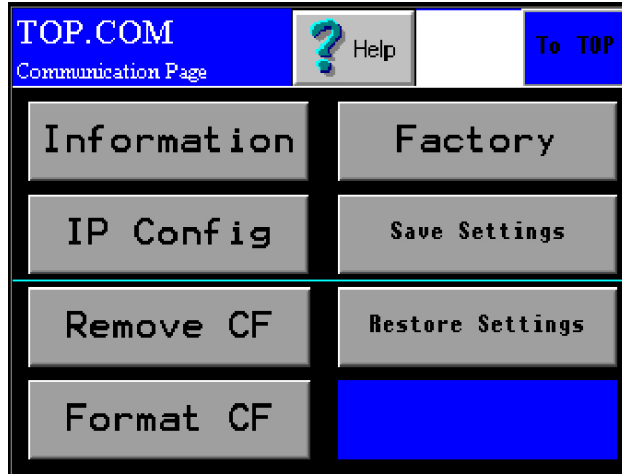 TOP.COM
Communication Page
Help
To TOP
Information
Factory
IP Config
Save Settings
Remove CF
Restore Settings
Format CF